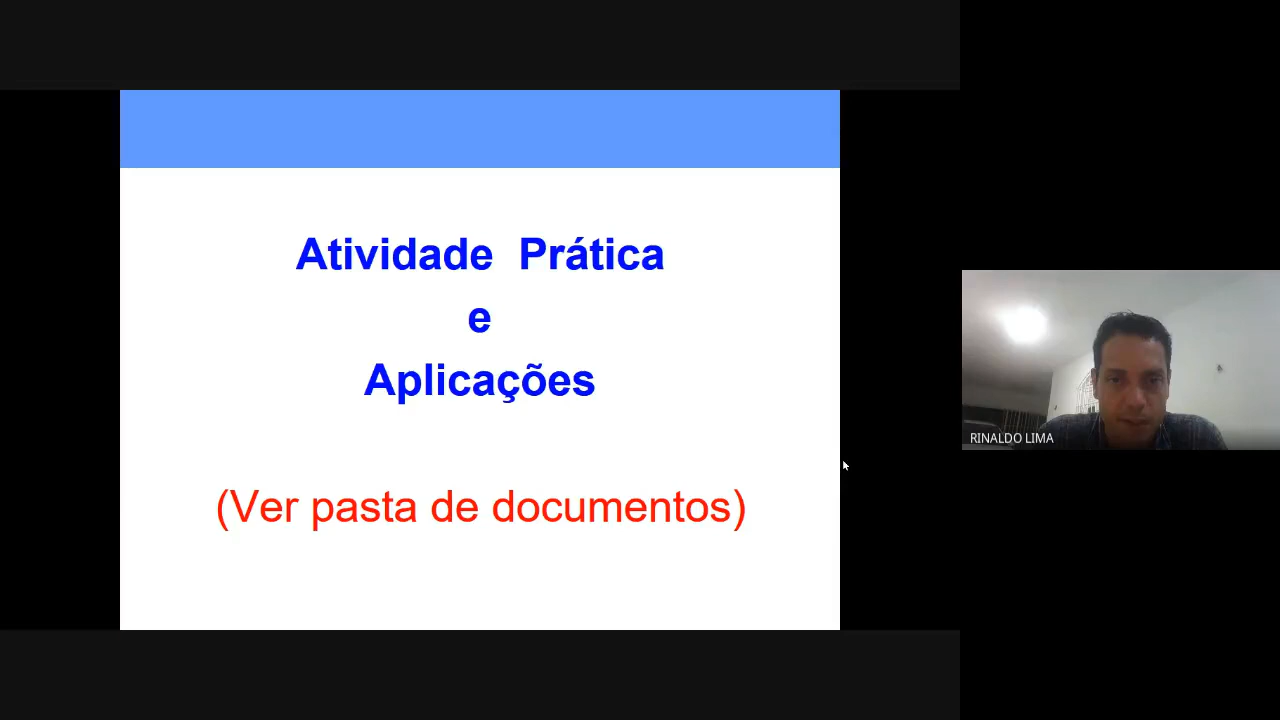 Atividade Prática
e
Aplicações
(Ver pasta de documentos)
RINALDO LIMA